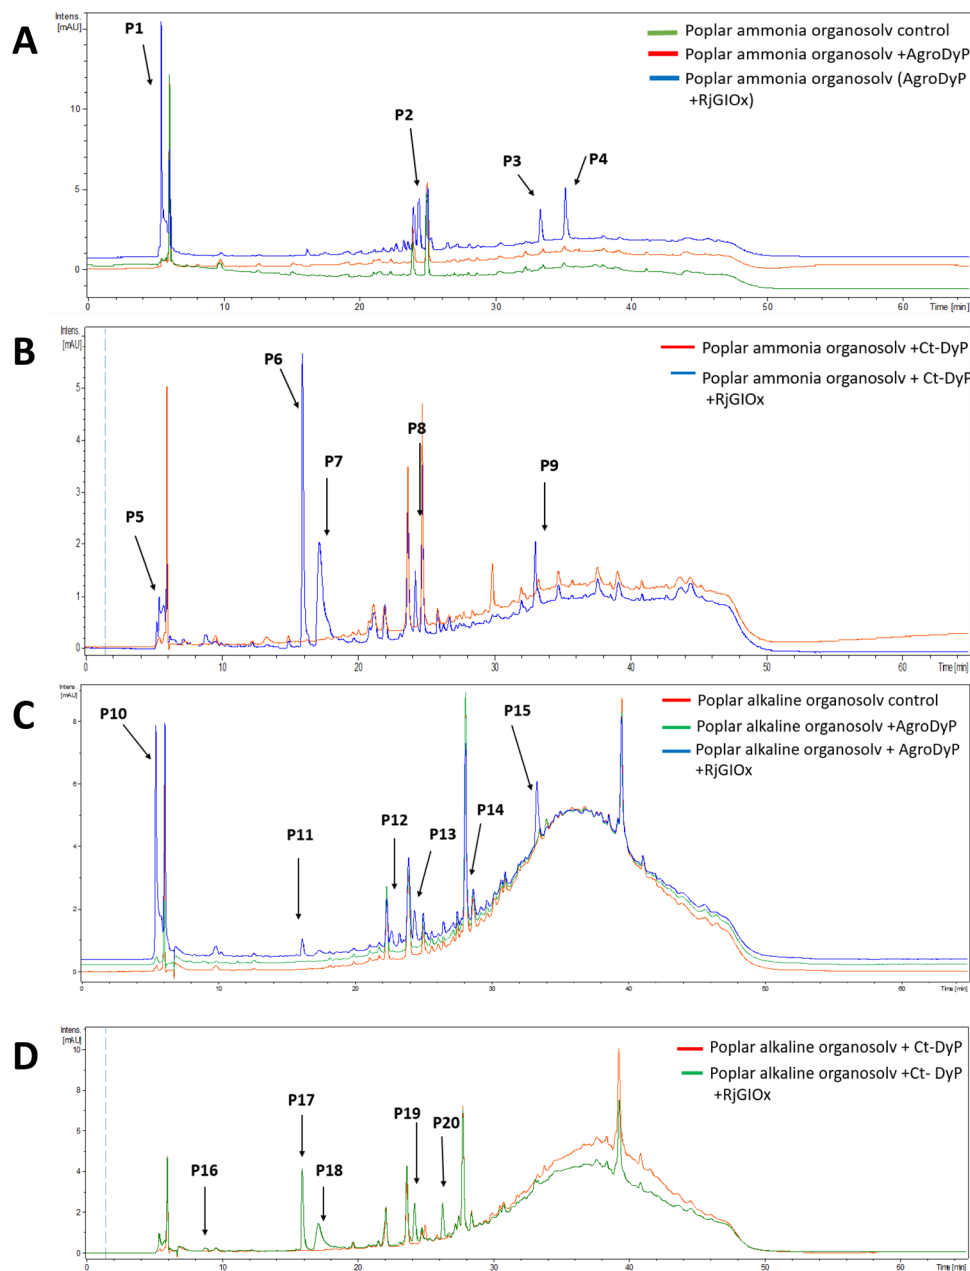 A
Intens.
[mAU]
10
5
0
P1
P2
P3
P4
Poplar ammonia organosolv control
Poplar ammonia organosolv +AgroDyP
Poplar ammonia organosolv (AgroDyP
+RjGlOx)
0 10 20 30 40 50 60 Time [min]
B
Intens.
[mAU]
5
4
3
2
1
0
P5
P6
P7
P8
P9
Poplar ammonia organosolv +Ct-DyP
Poplar ammonia organosolv + Ct-DyP
+RjGlOx
0 10 20 30 40 50 60 Time [min]
C
Intens.
[mAU]
8
6
4
2
0
P10
P11
P12
P13
P14
P15
Poplar alkaline organosolv control
Poplar alkaline organosolv +AgroDyP
Poplar alkaline organosolv + AgroDyP
+RjGlOx
0 10 20 30 40 50 60 Time [min]
D
Intens.
[mAU]
10
8
6
4
2
0
P16
P17
P18
P19
P20
Poplar alkaline organosolv + Ct-DyP
Poplar alkaline organosolv +Ct- DyP
+RjGlOx
0 10 20 30 40 50 60 Time [min]